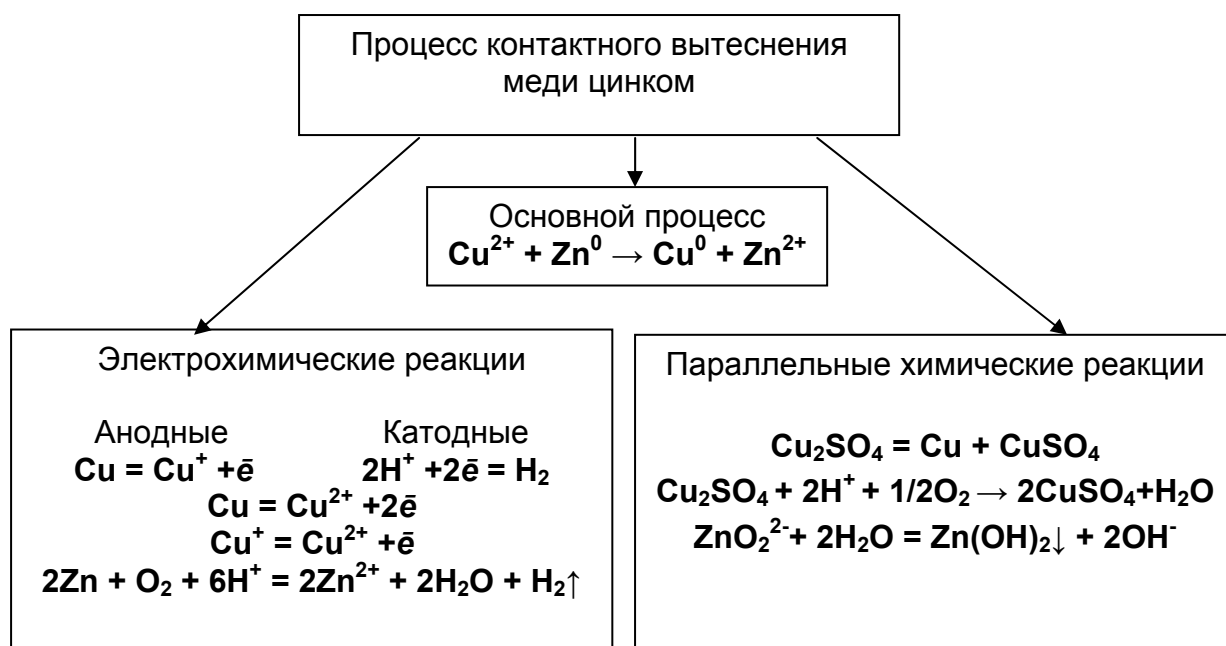 Процесс контактного вытеснения
меди цинком
Основной процесс
Cu²⁺ + Zn⁰ → Cu⁰ + Zn²⁺
Электрохимические реакции
Анодные Катодные
Cu = Cu⁺ +ē 2H⁺ +2ē = H₂
Cu = Cu²⁺ +2ē
Cu⁺ = Cu²⁺ +ē
2Zn + O₂ + 6H⁺ = 2Zn²⁺ + 2H₂O + H₂↑
Параллельные химические реакции
Cu₂SO₄ = Cu + CuSO₄
Cu₂SO₄ + 2H⁺ + 1/2O₂ → 2CuSO₄+H₂O
ZnO₂²⁻+ 2H₂O = Zn(OH)₂↓ + 2OH⁻